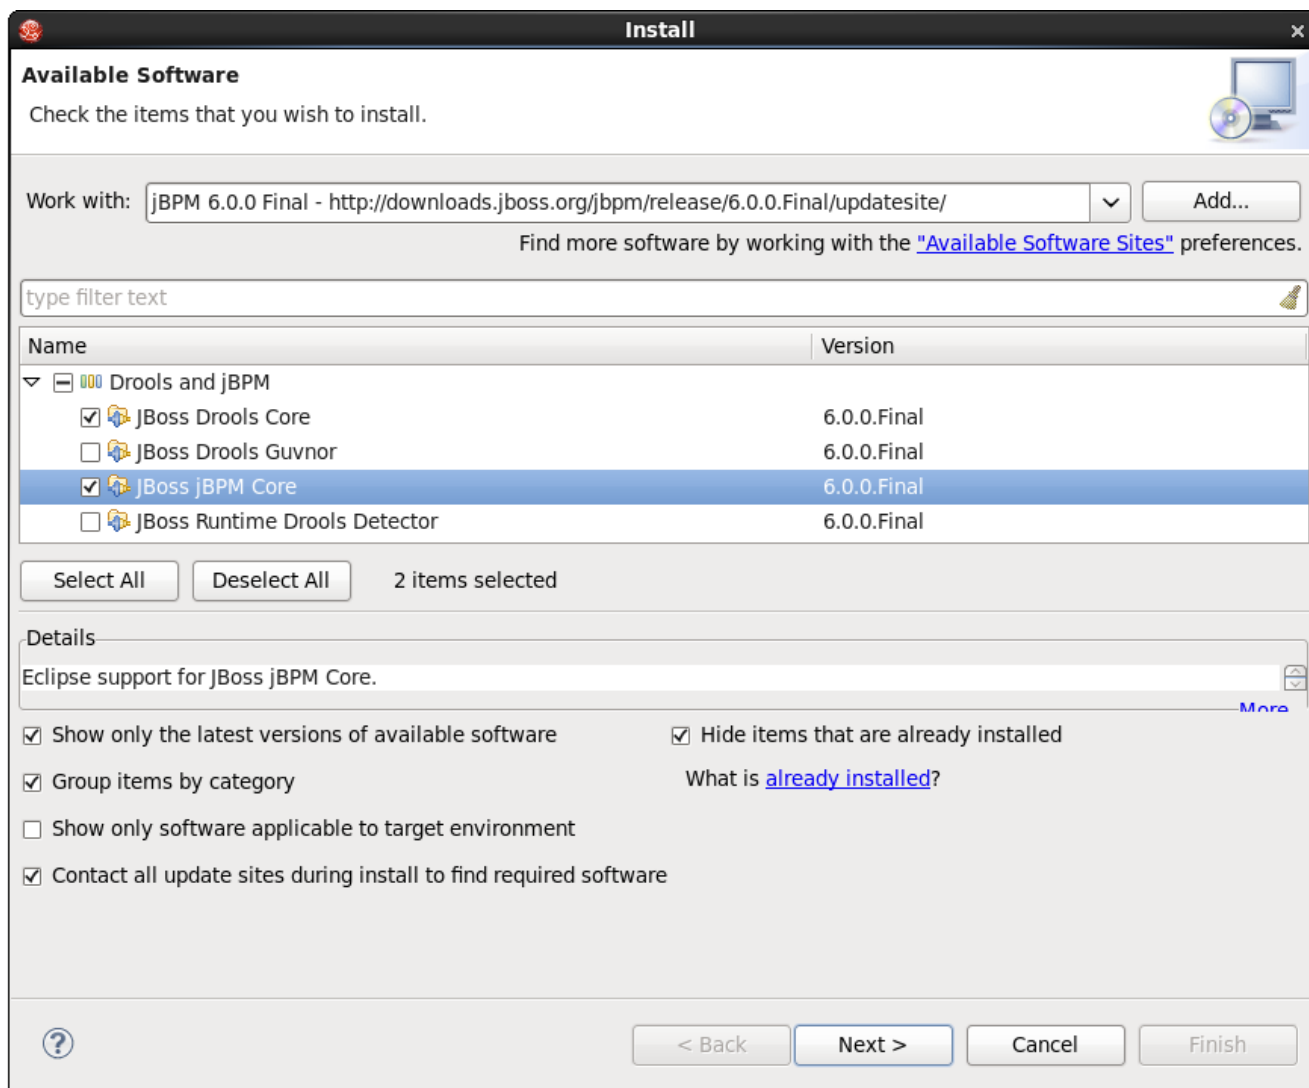 Install
Available Software
Check the items that you wish to install.
Work with: jBPM 6.0.0 Final - http://downloads.jboss.org/jbpm/release/6.0.0.Final/updatesite/ Add...
Find more software by working with the "Available Software Sites" preferences.
type filter text
Name Version
Drools and jBPM
JBoss Drools Core 6.0.0.Final
JBoss Drools Guvnor 6.0.0.Final
JBoss jBPM Core 6.0.0.Final
JBoss Runtime Drools Detector 6.0.0.Final
Select All Deselect All 2 items selected
Details
Eclipse support for JBoss jBPM Core.
More...
Show only the latest versions of available software Hide items that are already installed
Group items by category What is already installed?
Show only software applicable to target environment
Contact all update sites during install to find required software
< Back Next > Cancel Finish